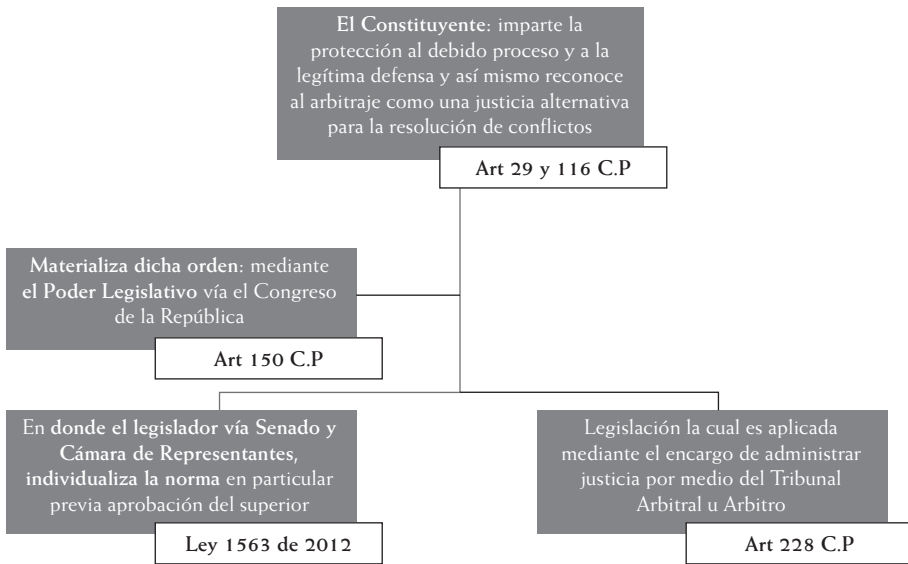 El Constituyente: imparte la
protección al debido proceso y a la
legítima defensa y así mismo reconoce
al arbitraje como una justicia alternativa
para la resolución de conflictos
Art 29 y 116 C.P
Materializa dicha orden: mediante
el Poder Legislativo vía el Congreso
de la República
Art 150 C.P
En donde el legislador vía Senado y
Cámara de Representantes,
individualiza la norma en particular
previa aprobación del superior
Ley 1563 de 2012
Legislación la cual es aplicada
mediante el encargo de administrar
justicia por medio del Tribunal
Arbitral u Arbitro
Art 228 C.P